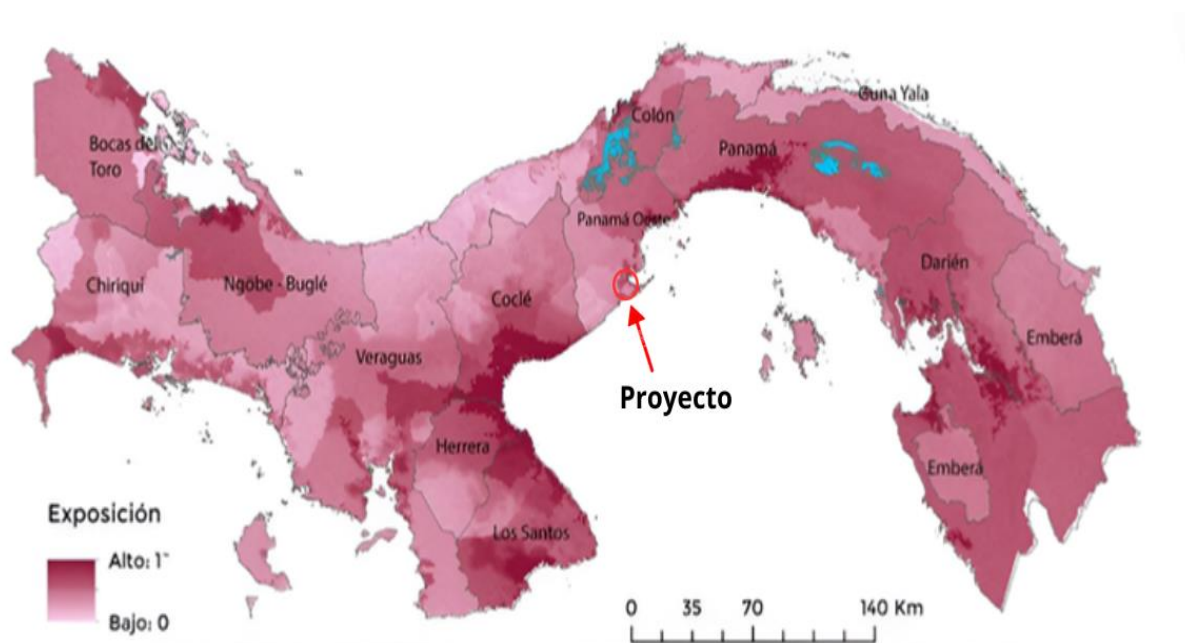 Guna Yala
Colón
Bocas del
Toro
Panamá
Panamá Oeste
Darién
Chiriquí
Ngöbe - Buglé
Coclé
Emberá
Veraguas
Proyecto
Herrera
Emberá
Los Santos
Exposición
Alto: 1
Bajo: 0
0 35 70 140 Km